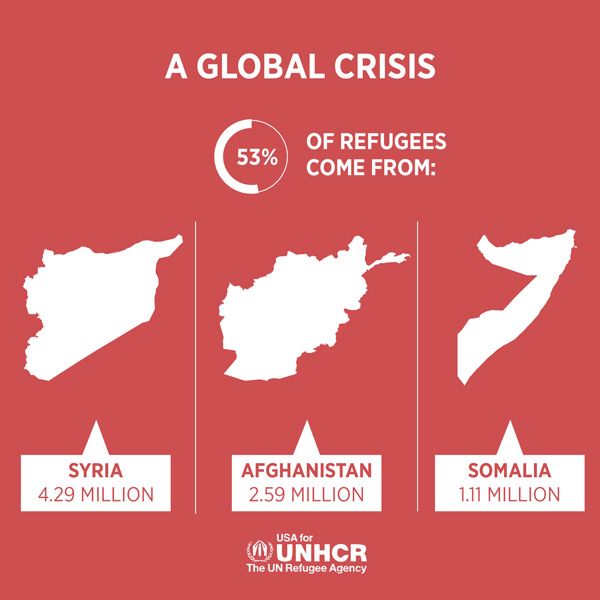 A GLOBAL CRISIS
53%
OF REFUGEES
COME FROM:
SYRIA
4.29 MILLION
AFGHANISTAN
2.59 MILLION
SOMALIA
1.11 MILLION
USA for
UNHCR
The UN Refugee Agency